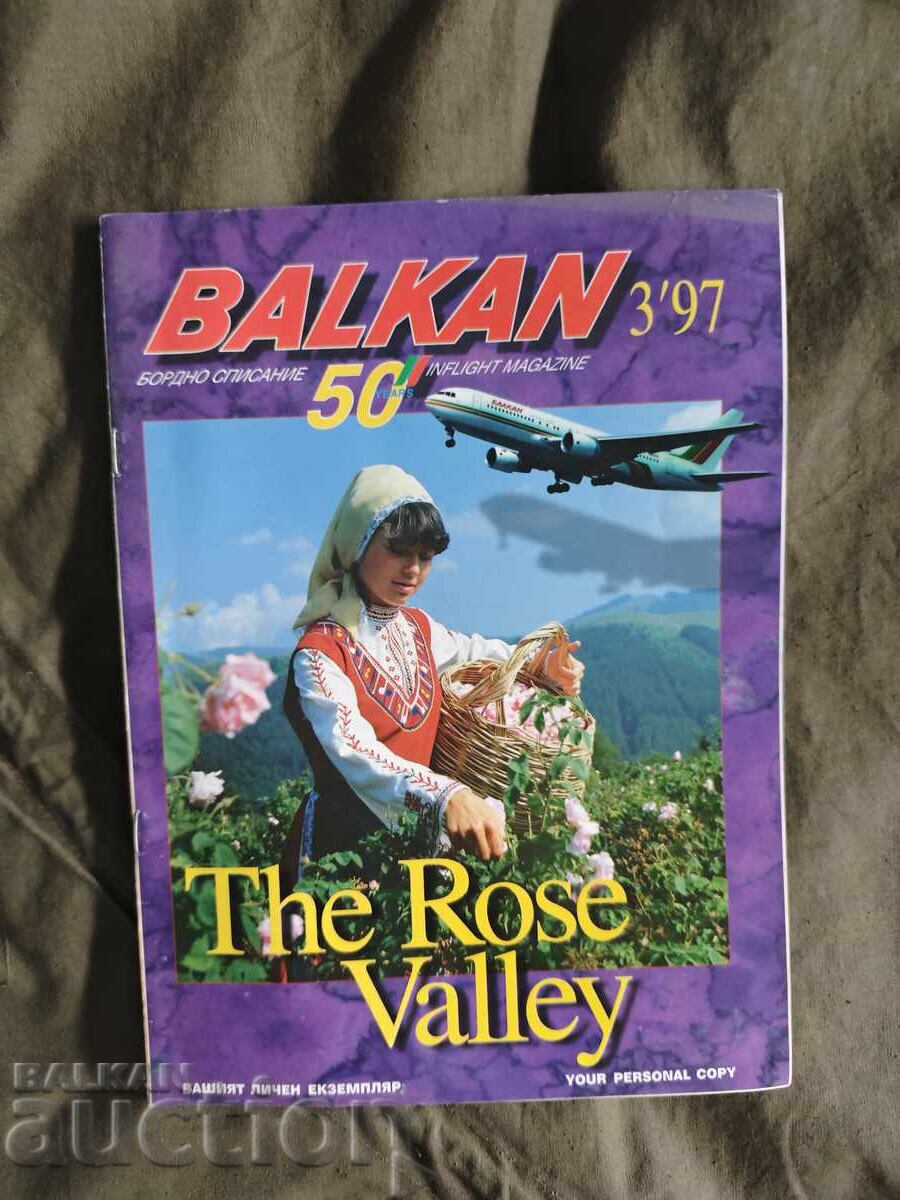 BALKAN 3'97
БОРДНО СПИСАНИЕ 50 YEARS INFLIGHT MAGAZINE
БАЛКАН
The Rose
Valley
ВАШИЯТ ЛИЧЕН ЕКЗЕМПЛЯР
YOUR PERSONAL COPY
BALKAN
auction